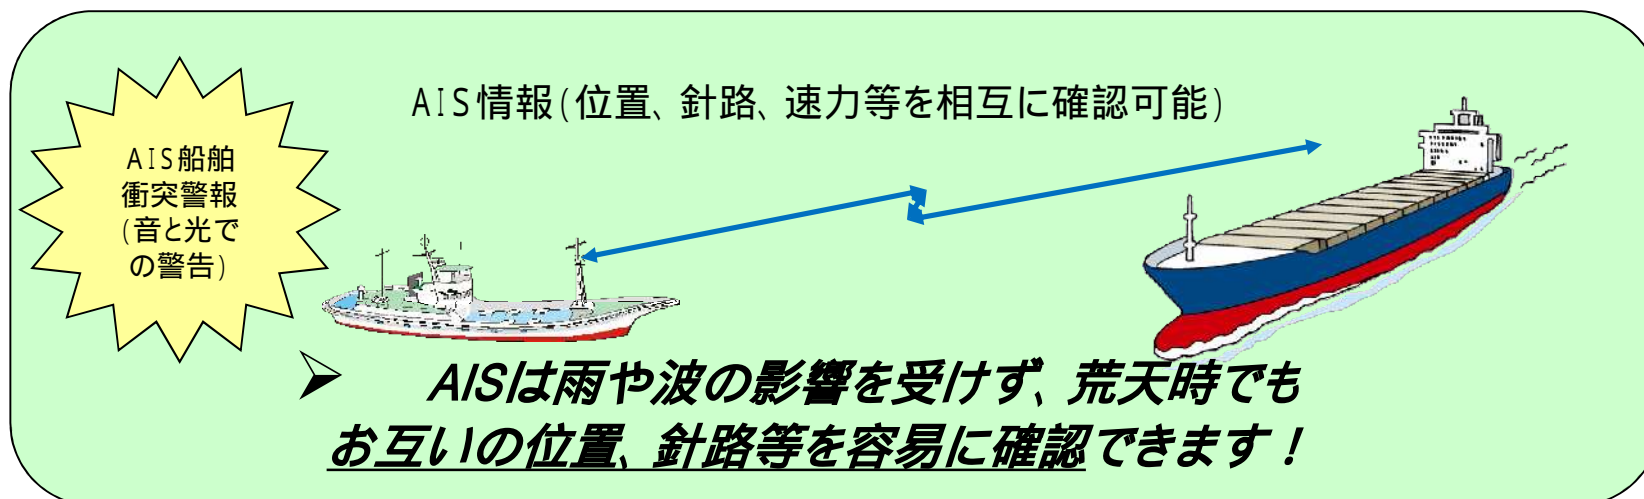 AIS情報(位置、針路、速力等を相互に確認可能)
AIS船舶
衝突警報
(音と光で
の警告)
➢ AISは雨や波の影響を受けず、荒天時でも
お互いの位置、針路等を容易に確認できます！